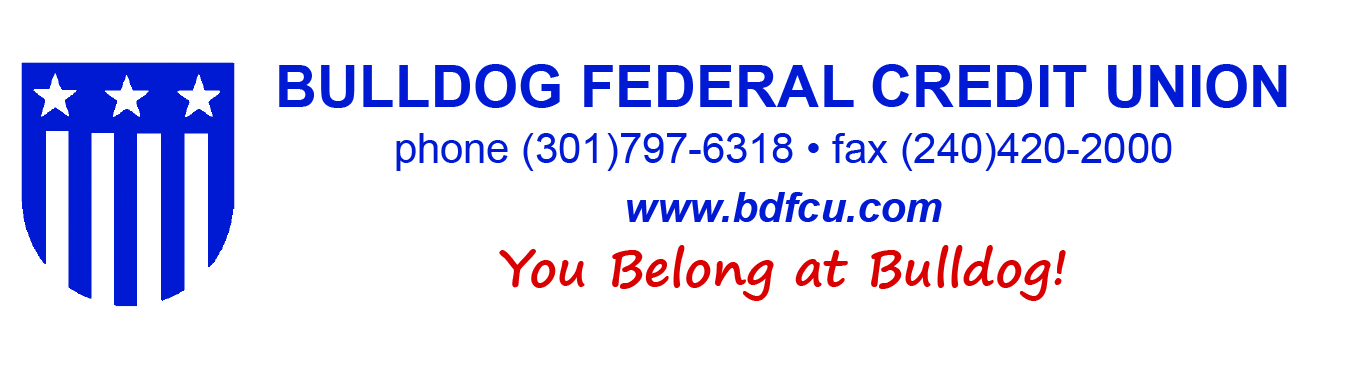 BULLDOG FEDERAL CREDIT UNION
phone (301)797-6318 • fax (240)420-2000
www.bdfcu.com
You Belong at Bulldog!